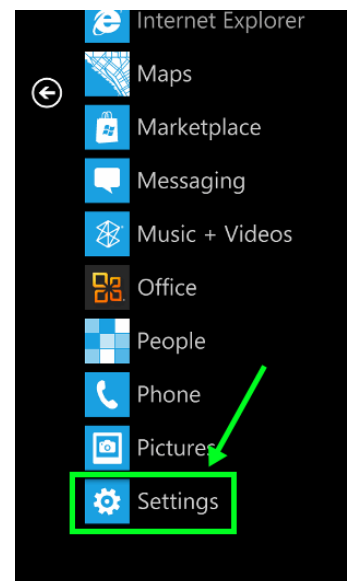 Internet Explorer
Maps
Marketplace
Messaging
Music + Videos
Office
People
Phone
Pictures
Settings